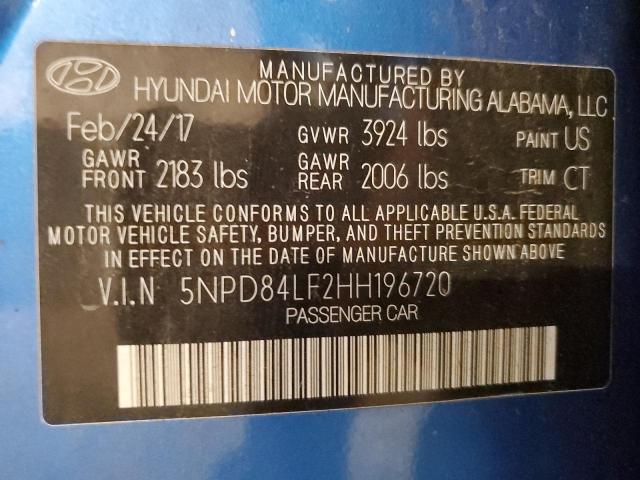 MANUFACTURED BY
HYUNDAI MOTOR MANUFACTURING ALABAMA, LLC
Feb/24/17 GVWR 3924 lbs PAINT US
GAWR FRONT 2183 lbs GAWR REAR 2006 lbs TRIM CT
THIS VEHICLE CONFORMS TO ALL APPLICABLE U.S.A. FEDERAL
MOTOR VEHICLE SAFETY, BUMPER, AND THEFT PREVENTION STANDARDS
IN EFFECT ON THE DATE OF MANUFACTURE SHOWN ABOVE.
V.I.N 5NPD84LF2HH196720
PASSENGER CAR